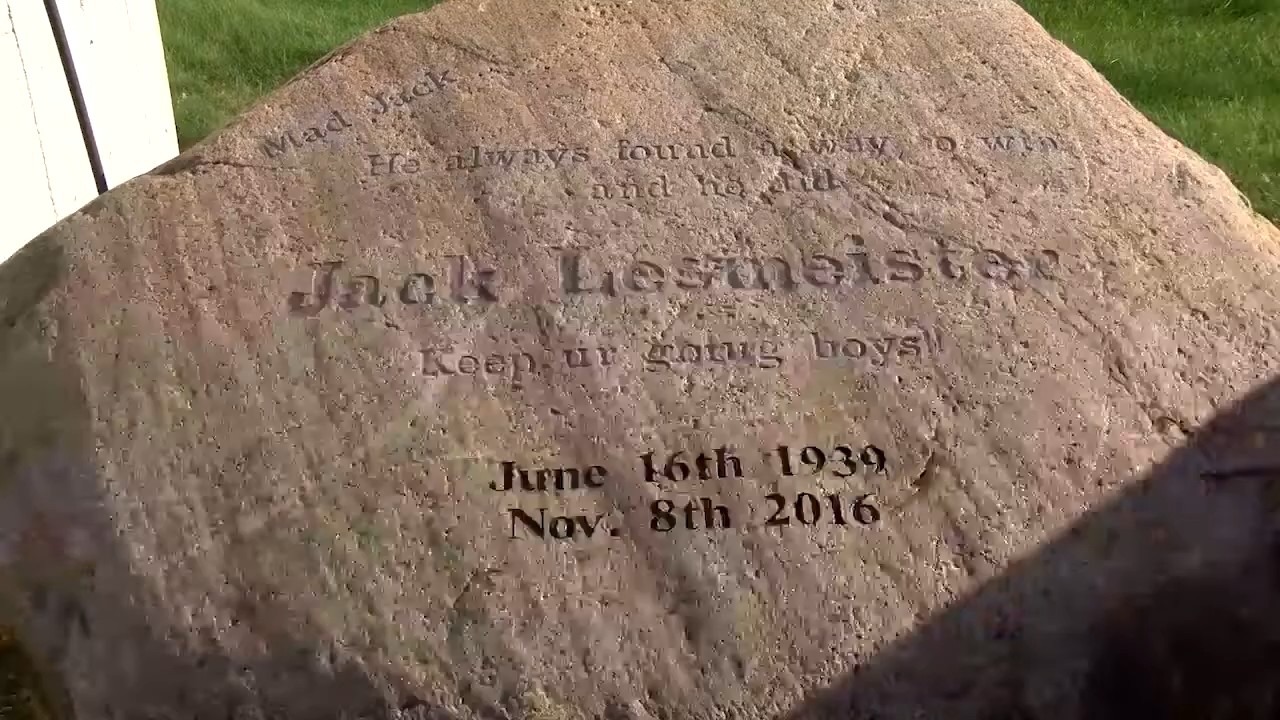 Mad Jack
He always found a way to win
and he did
Jack Lesmeister
Keep ur going boys!!
June 16th 1939
Nov. 8th 2016